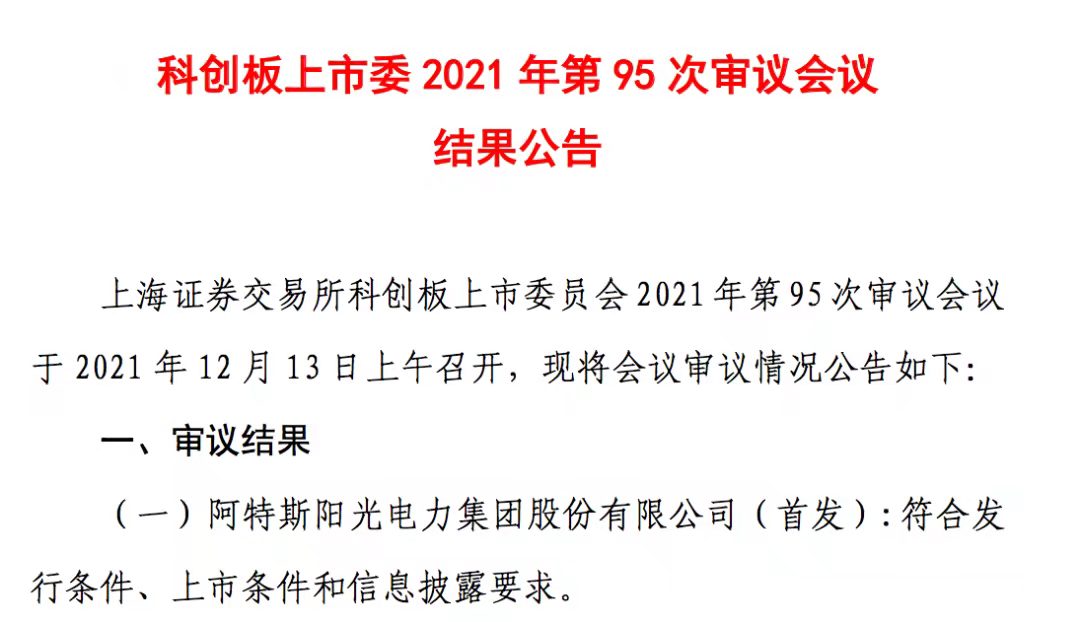 科创板上市委 2021 年第 95 次审议会议
结果公告
上海证券交易所科创板上市委员会 2021 年第 95 次审议会议
于 2021 年 12 月 13 日上午召开，现将会议审议情况公告如下：
一、审议结果
（一）阿特斯阳光电力集团股份有限公司（首发）：符合发
行条件、上市条件和信息披露要求。